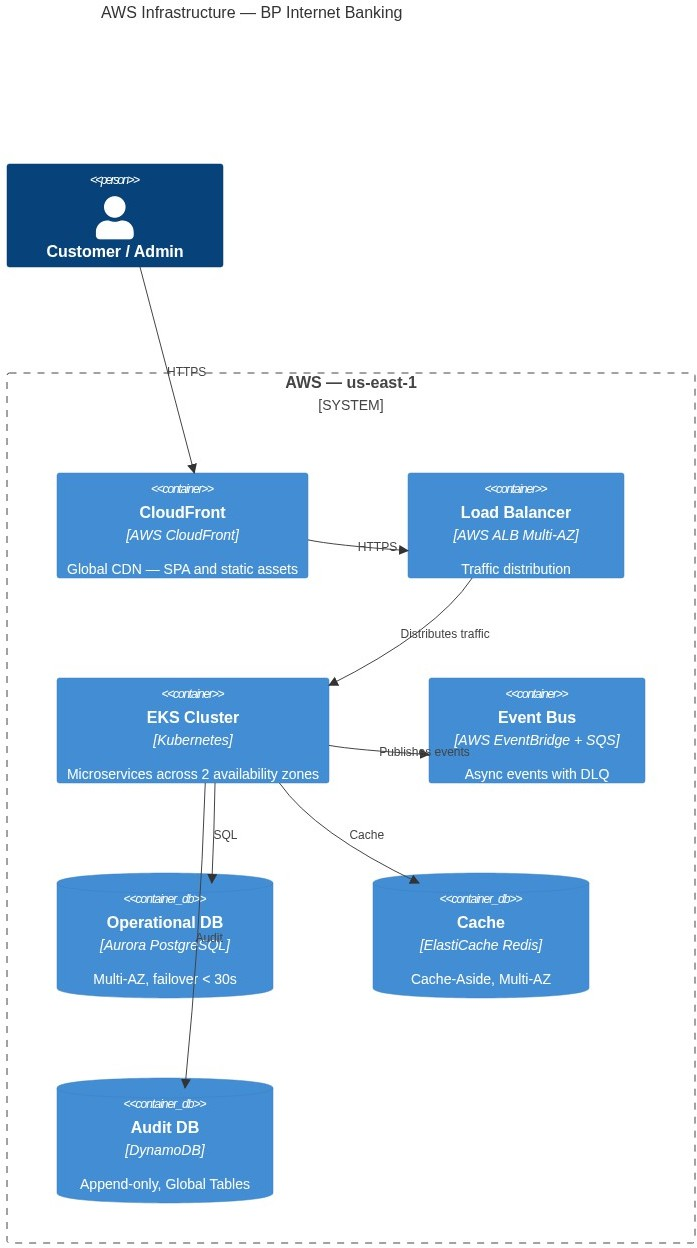 AWS Infrastructure — BP Internet Banking
<<person>>
Customer / Admin
HTTPS
AWS — us-east-1
[SYSTEM]
<<container>>
CloudFront
[AWS CloudFront]
Global CDN — SPA and static assets
HTTPS
<<container>>
Load Balancer
[AWS ALB Multi-AZ]
Traffic distribution
Distributes traffic
<<container>>
EKS Cluster
[Kubernetes]
Microservices across 2 availability zones
Publishes events
<<container>>
Event Bus
[AWS EventBridge + SQS]
Async events with DLQ
SQL
Cache
<<container_db>>
Operational DB
[Aurora PostgreSQL]
Multi-AZ, failover < 30s
Audit
<<container_db>>
Cache
[ElastiCache Redis]
Cache-Aside, Multi-AZ
<<container_db>>
Audit DB
[DynamoDB]
Append-only, Global Tables